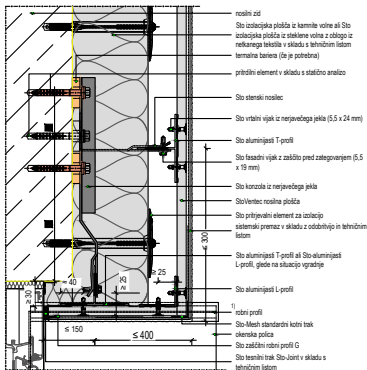 nosilni zid
Sto izolacijska plošča iz kamnite volne ali Sto
izolacijska plošča iz steklene volna z oblogo iz
netkanega tekstila v skladu s tehničnim listom
termalna bariera (če je potrebna)
pritrdilni element v skladu s statično analizo
Sto stenski nosilec
Sto vrtalni vijak iz nerjavečega jekla (5,5 x 24 mm)
Sto aluminijasti T-profil
Sto fasadni vijak z zaščito pred zategovanjem (5,5
x 19 mm)
Sto konzola iz nerjavečega jekla
StoVentec nosilna plošča
Sto pritrjevalni element za izolacijo
sistemski premaz v skladu z odobritvijo in tehničnim
listom
Sto aluminijasti T-profil ali Sto-aluminijasti
L-profil, glede na situacijo vgradnje
Sto aluminijasti L-profil
1)
robni profil
Sto-Mesh standardni kotni trak
okenska polica
Sto zaščitni robni profil G
Sto tesnilni trak Sto-Joint v skladu s
tehničnim listom
≤ 300
≥ 25
≥ 25
≥ 30
≤ 150
≤ 400